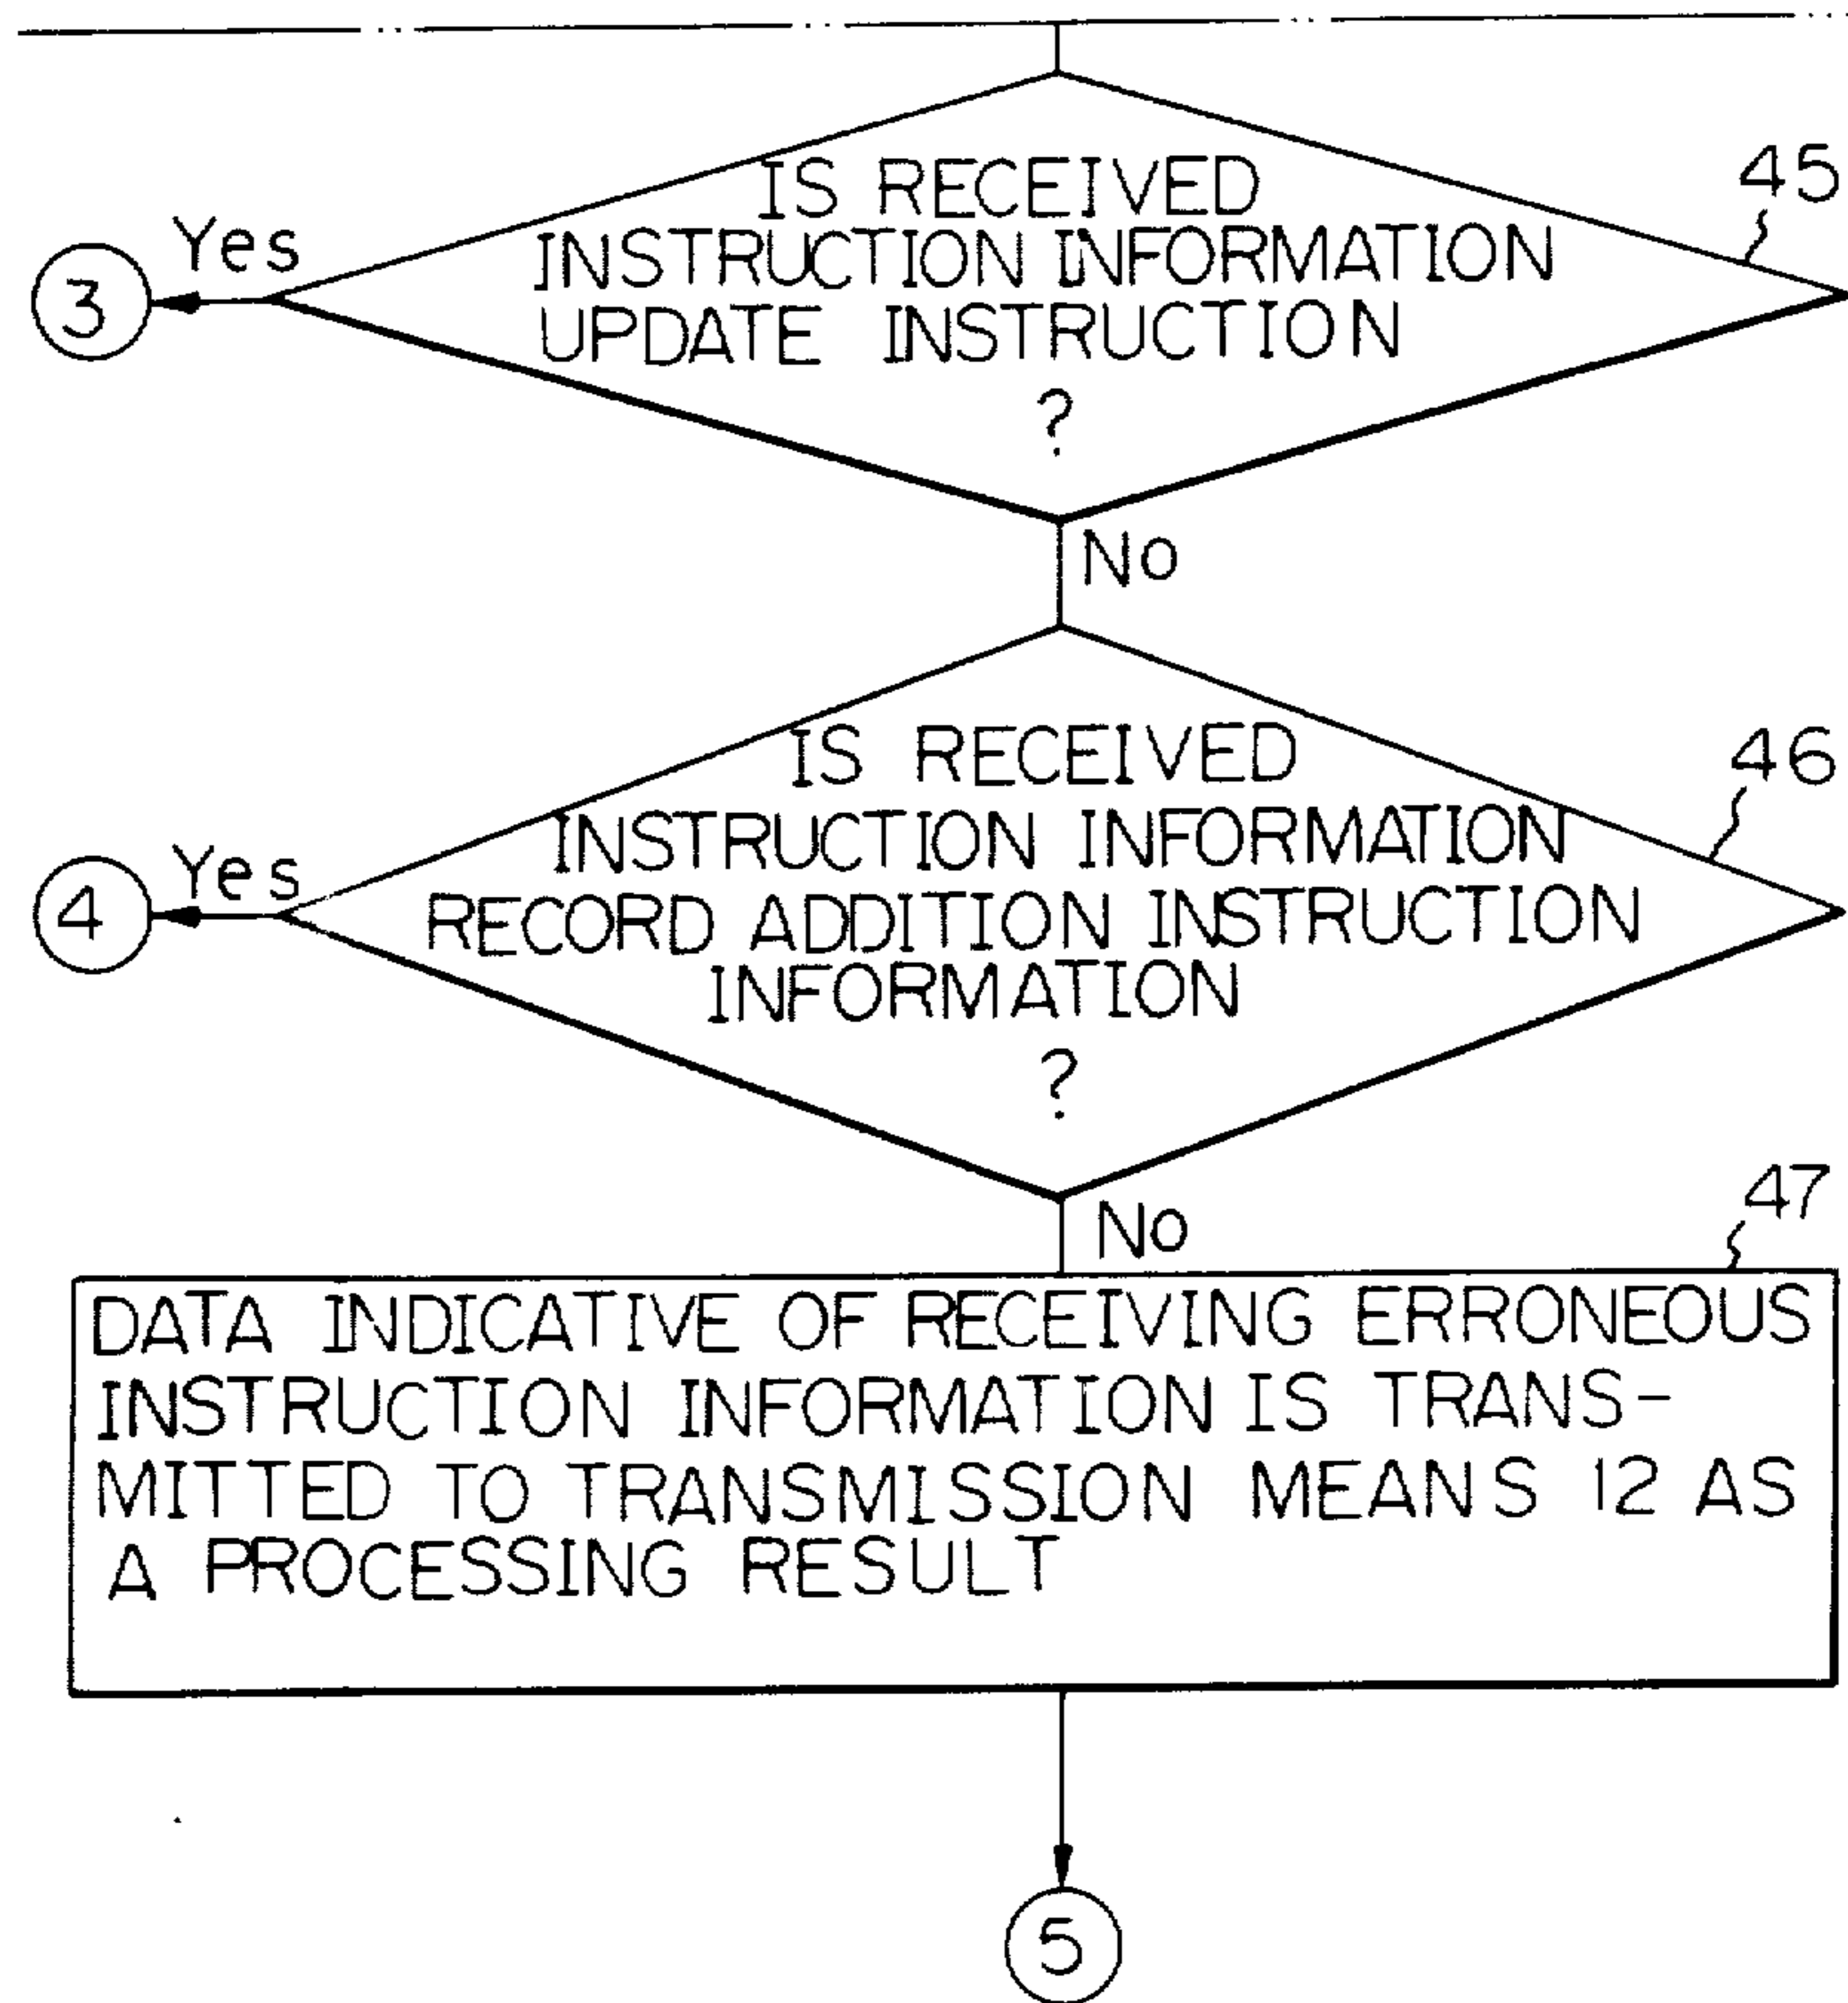 IS RECEIVED
45
INSTRUCTION INFORMATION
Yes
3
UPDATE INSTRUCTION
?
No
IS RECEIVED
46
INSTRUCTION INFORMATION
Yes
4
RECORD ADDITION INSTRUCTION
INFORMATION
?
No
47
DATA INDICATIVE OF RECEIVING ERRONEOUS
INSTRUCTION INFORMATION IS TRANS-
MITTED TO TRANSMISSION MEANS 12 AS
A PROCESSING RESULT
5